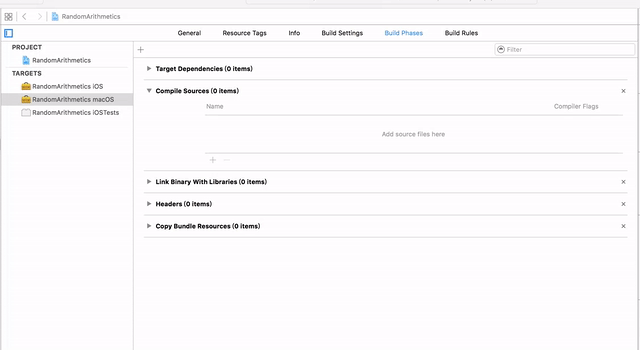 RandomArithmetics
General Resource Tags Info Build Settings Build Phases Build Rules
PROJECT
Filter
RandomArithmetics
TARGETS
Target Dependencies (0 items)
RandomArithmetics iOS
Compile Sources (0 items)
RandomArithmetics macOS
Name Compiler Flags
RandomArithmetics iOSTests
Add source files here
Link Binary With Libraries (0 items)
Headers (0 items)
Copy Bundle Resources (0 items)